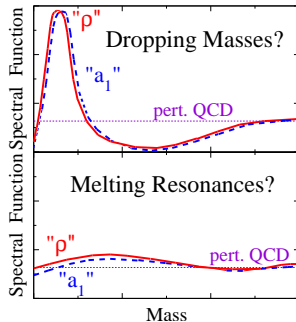 "ρ"
Dropping Masses?
"a1"
pert. QCD
Spectral Function
Melting Resonances?
"ρ"
pert. QCD
"a1"
Spectral Function
Mass